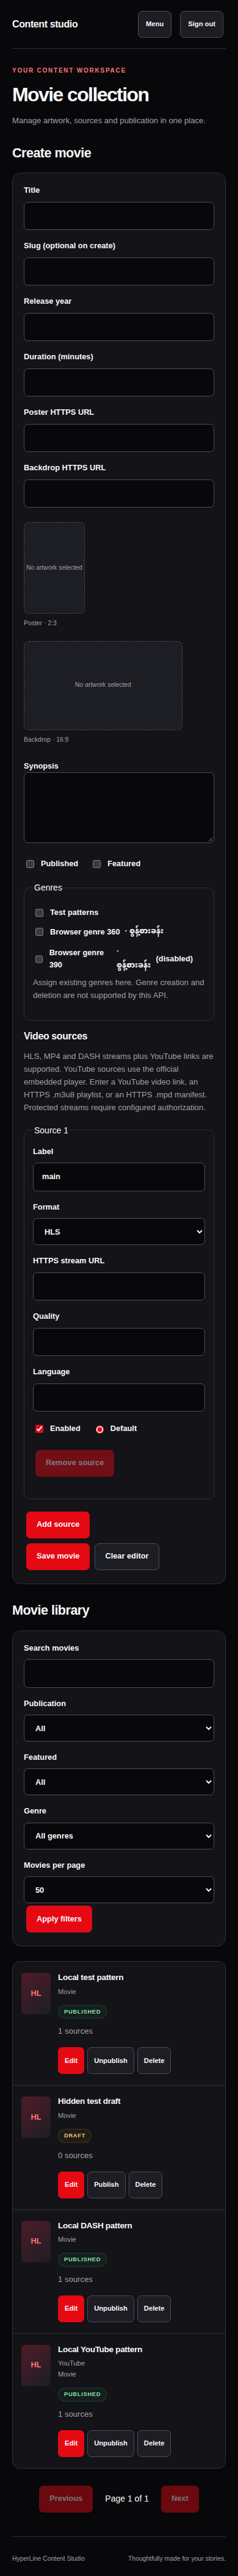 Content studio
Menu
Sign out
YOUR CONTENT WORKSPACE
Movie collection
Manage artwork, sources and publication in one place.
Create movie
Title
Slug (optional on create)
Release year
Duration (minutes)
Poster HTTPS URL
Backdrop HTTPS URL
No artwork selected
Poster · 2:3
No artwork selected
Backdrop · 16:9
Synopsis
Published
Featured
Genres
Test patterns
Browser genre 360 · စွန့်စားခန်း
Browser genre 390 · စွန့်စားခန်း (disabled)
Assign existing genres here. Genre creation and
deletion are not supported by this API.
Video sources
HLS, MP4 and DASH streams plus YouTube links are
supported. YouTube sources use the official
embedded player. Enter a YouTube video link, an
HTTPS .m3u8 playlist, or an HTTPS .mpd manifest.
Protected streams require configured authorization.
Source 1
Label
main
Format
HLS
HTTPS stream URL
Quality
Language
Enabled
Default
Remove source
Add source
Save movie
Clear editor
Movie library
Search movies
Publication
All
Featured
All
Genre
All genres
Movies per page
50
Apply filters
HL
Local test pattern
Movie
PUBLISHED
1 sources
Edit
Unpublish
Delete
HL
Hidden test draft
Movie
DRAFT
0 sources
Edit
Publish
Delete
HL
Local DASH pattern
Movie
PUBLISHED
1 sources
Edit
Unpublish
Delete
HL
Local YouTube pattern
YouTube
Movie
PUBLISHED
1 sources
Edit
Unpublish
Delete
Previous
Page 1 of 1
Next
HyperLine Content Studio
Thoughtfully made for your stories.